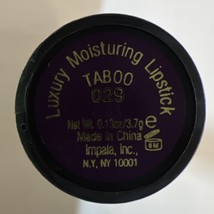 Luxury Moisturing Lipstick
TABOO
029
Net Wt. 0.13oz/3.7g
Made in China
Impala, Inc.,
N.Y, NY 10001
e